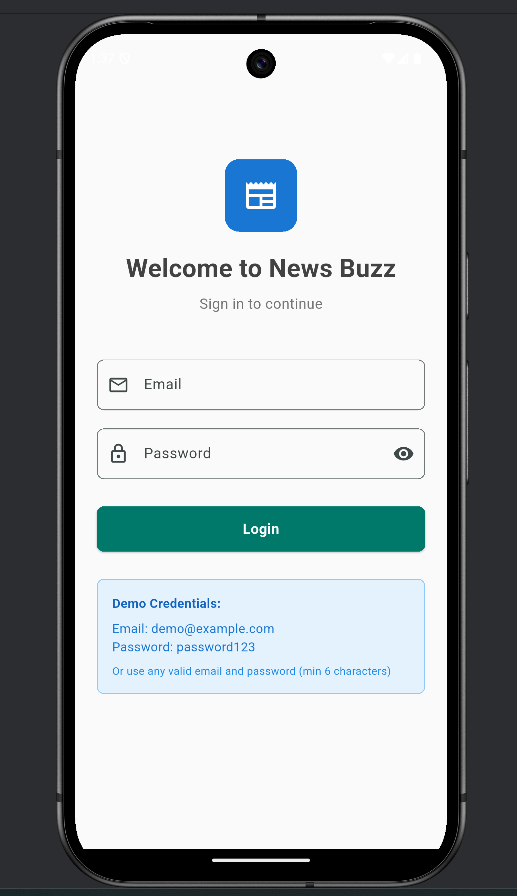 Welcome to News Buzz
Sign in to continue
Email
Password
Login
Demo Credentials:
Email: demo@example.com
Password: password123
Or use any valid email and password (min 6 characters)